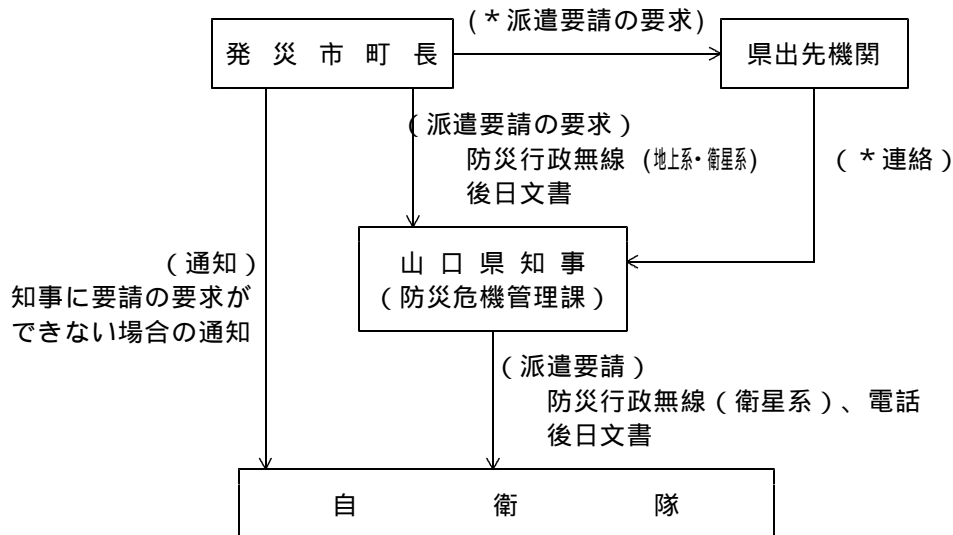 (*派遣要請の要求)
発災市町長
県出先機関
(派遣要請の要求)
防災行政無線 (地上系・衛星系)
後日文書
(*連絡)
(通知)
知事に要請の要求が
できない場合の通知
山口県知事
(防災危機管理課)
(派遣要請)
防災行政無線(衛星系)、電話
後日文書
自衛隊